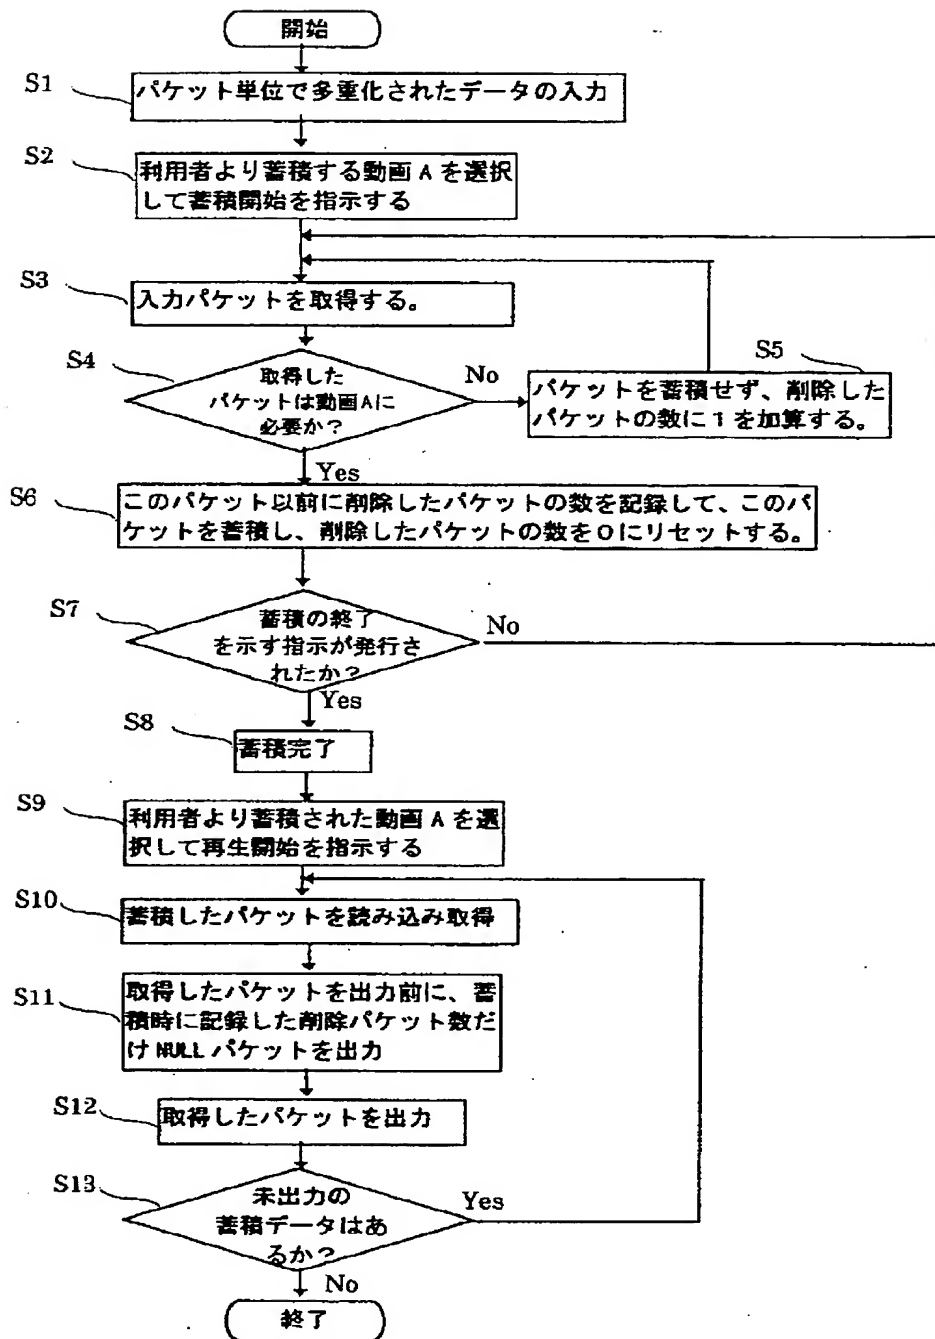 開始
S1
パケット単位で多重化されたデータの入力
S2
利用者より蓄積する動画 A を選択
して蓄積開始を指示する
S3
入力パケットを取得する。
S4
取得した
パケットは動画Aに
必要か?
No
S5
パケットを蓄積せず、削除した
パケットの数に1を加算する。
Yes
S6
このパケット以前に削除したパケットの数を記録して、このパ
ケットを蓄積し、削除したパケットの数を0にリセットする。
S7
蓄積の終了
を示す指示が発行さ
れたか?
No
Yes
S8
蓄積完了
S9
利用者より蓄積された動画 A を選
択して再生開始を指示する
S10
蓄積したパケットを読み込み取得
S11
取得したパケットを出力前に、蓄
積時に記録した削除パケット数だ
け NULL パケットを出力
S12
取得したパケットを出力
S13
未出力の
蓄積データはあ
るか?
Yes
No
終了